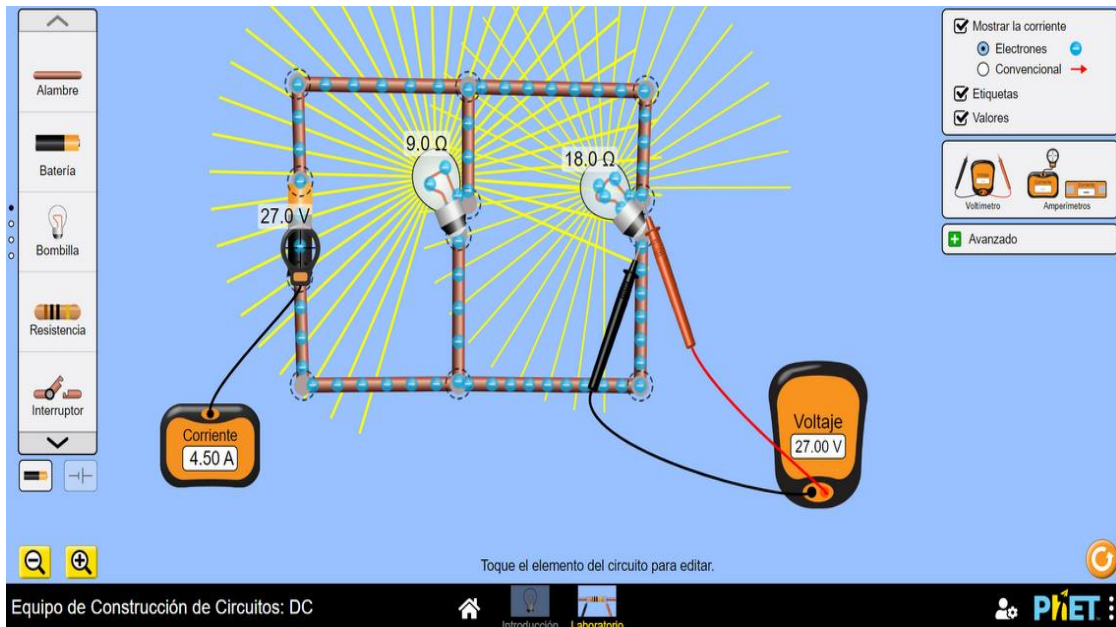 Alambre
Batería
Bombilla
Resistencia
Interruptor
9.0 Ω
18.0 Ω
27.0 V
Corriente
4.50 A
Voltaje
27.00 V
Mostrar la corriente
Electrones
Convencional
Etiquetas
Valores
Voltímetro
Amperímetros
Avanzado
Toque el elemento del circuito para editar.
Equipo de Construcción de Circuitos: DC
Introducción
Laboratorio
PhET